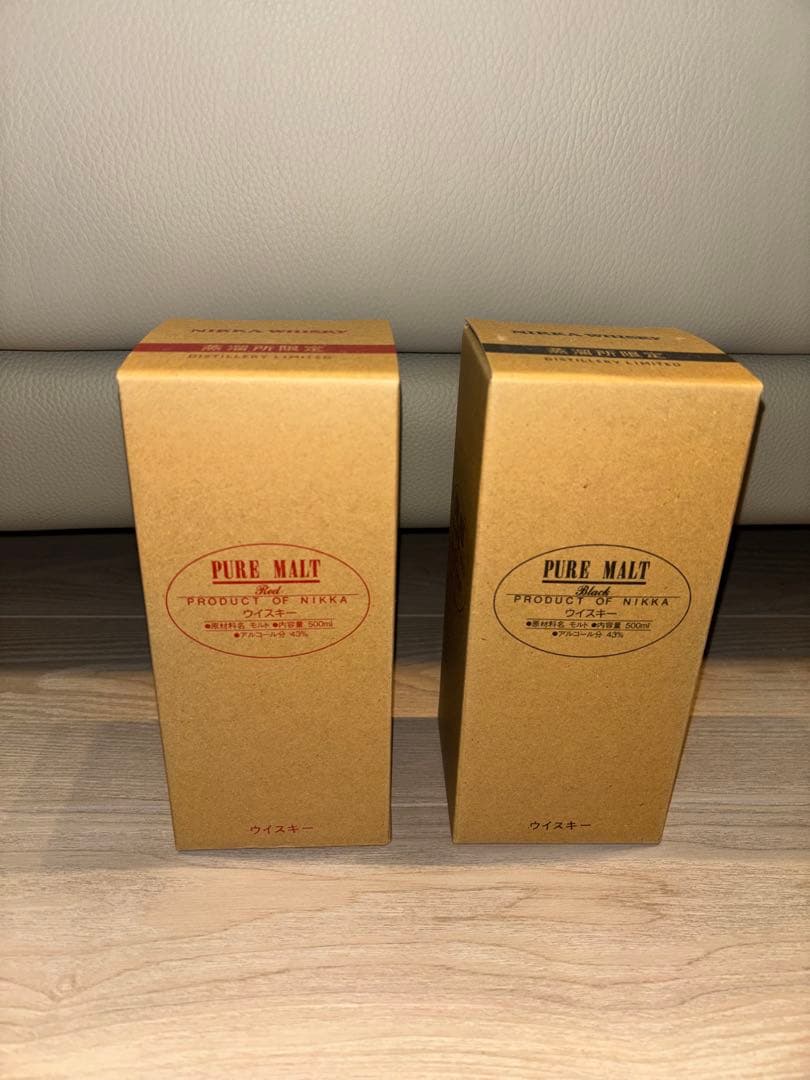 NIKKA WHISKY
蒸溜所限定
DISTILLERY LIMITED
PURE MALT
Red
PRODUCT OF NIKKA
ウイスキー
●原材料名 モルト ●内容量 500ml
●アルコール分 43%
ウイスキー
NIKKA WHISKY
蒸溜所限定
DISTILLERY LIMITED
PURE MALT
Black
PRODUCT OF NIKKA
ウイスキー
●原材料名 モルト ●内容量 500ml
●アルコール分 43%
ウイスキー